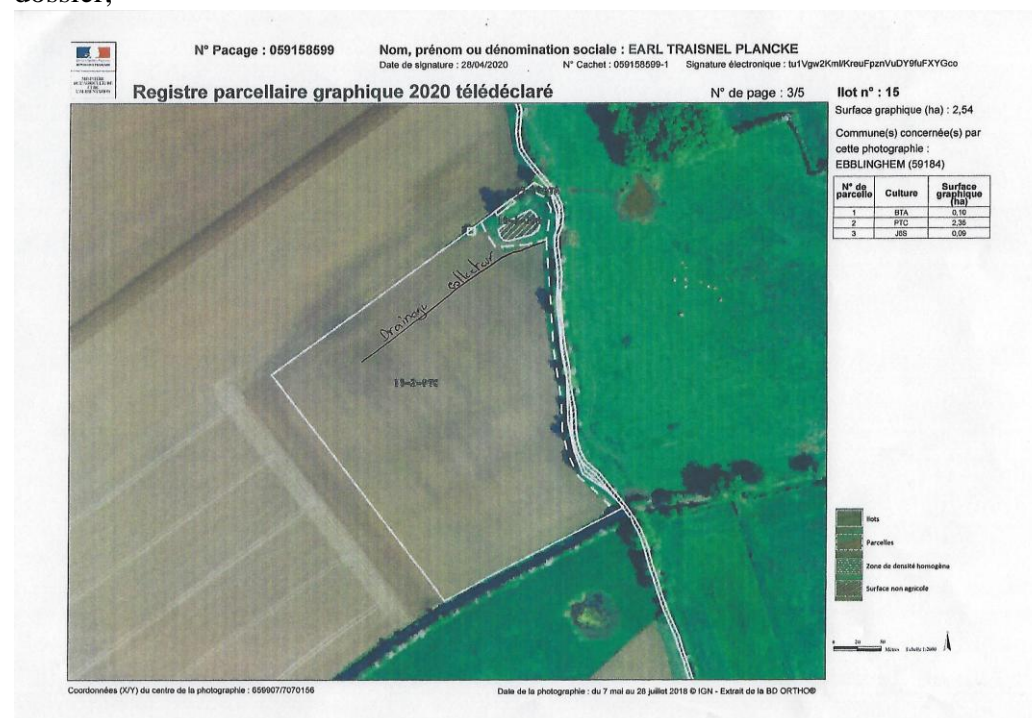 dossier,
N° Pacage : 059158599
Nom, prénom ou dénomination sociale : EARL TRAISNEL PLANCKE
Date de signature : 28/04/2020 N° Cachet : 059158599-1 Signature électronique : tu1Vgw2Kml/KreuFpznVuDY9fuFXYGco
Registre parcellaire graphique 2020 télédéclaré
N° de page : 3/5
Ilot n° : 15
Surface graphique (ha) : 2,54
Commune(s) concernée(s) par
cette photographie :
EBBLINGHEM (59184)
N° de parcelle Culture Surface graphique (ha)
1 BTA 0,10
2 PTC 2,35
3 J6S 0,09
Drainage collecteur
15-2-PTC
Ilots
Parcelles
Zone de densité homogène
Surface non agricole
Coordonnées (X/Y) du centre de la photographie : 659907/7070156
Date de la photographie : du 7 mai au 28 juillet 2018 © IGN - Extrait de la BD ORTHO®